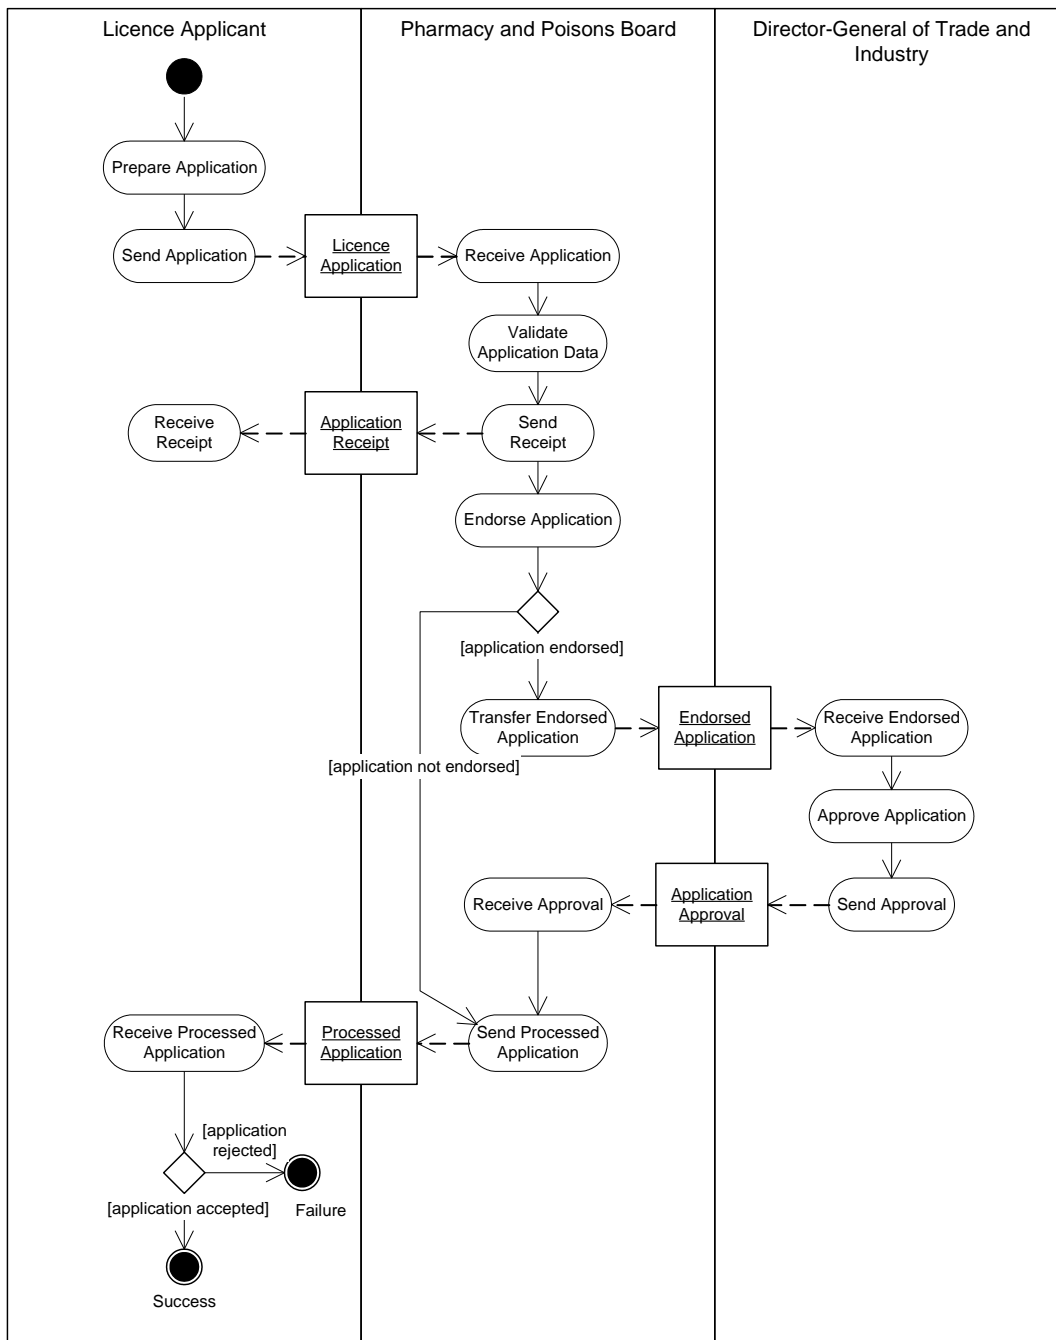 Licence Applicant
Pharmacy and Poisons Board
Director-General of Trade and
Industry
Prepare Application
Send Application
Licence
Application
Receive Application
Validate
Application Data
Receive
Receipt
Application
Receipt
Send
Receipt
Endorse Application
[application endorsed]
Transfer Endorsed
Application
Endorsed
Application
Receive Endorsed
Application
[application not endorsed]
Approve Application
Receive Approval
Application
Approval
Send Approval
Receive Processed
Application
Processed
Application
Send Processed
Application
[application
rejected]
[application accepted]
Failure
Success